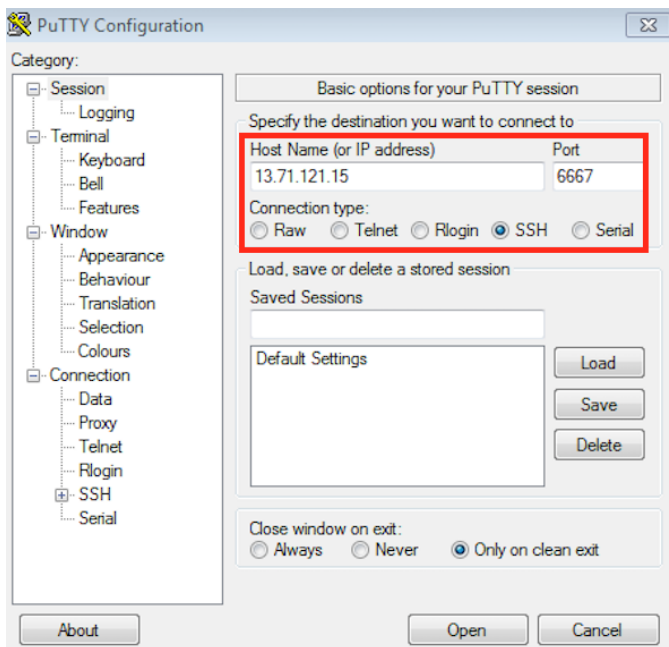 PuTTY Configuration
Category:
Session
Logging
Terminal
Keyboard
Bell
Features
Window
Appearance
Behaviour
Translation
Selection
Colours
Connection
Data
Proxy
Telnet
Rlogin
SSH
Serial
Basic options for your PuTTY session
Specify the destination you want to connect to
Host Name (or IP address) Port
13.71.121.15 6667
Connection type:
Raw Telnet Rlogin SSH Serial
Load, save or delete a stored session
Saved Sessions
Default Settings
Load
Save
Delete
Close window on exit:
Always Never Only on clean exit
About Open Cancel